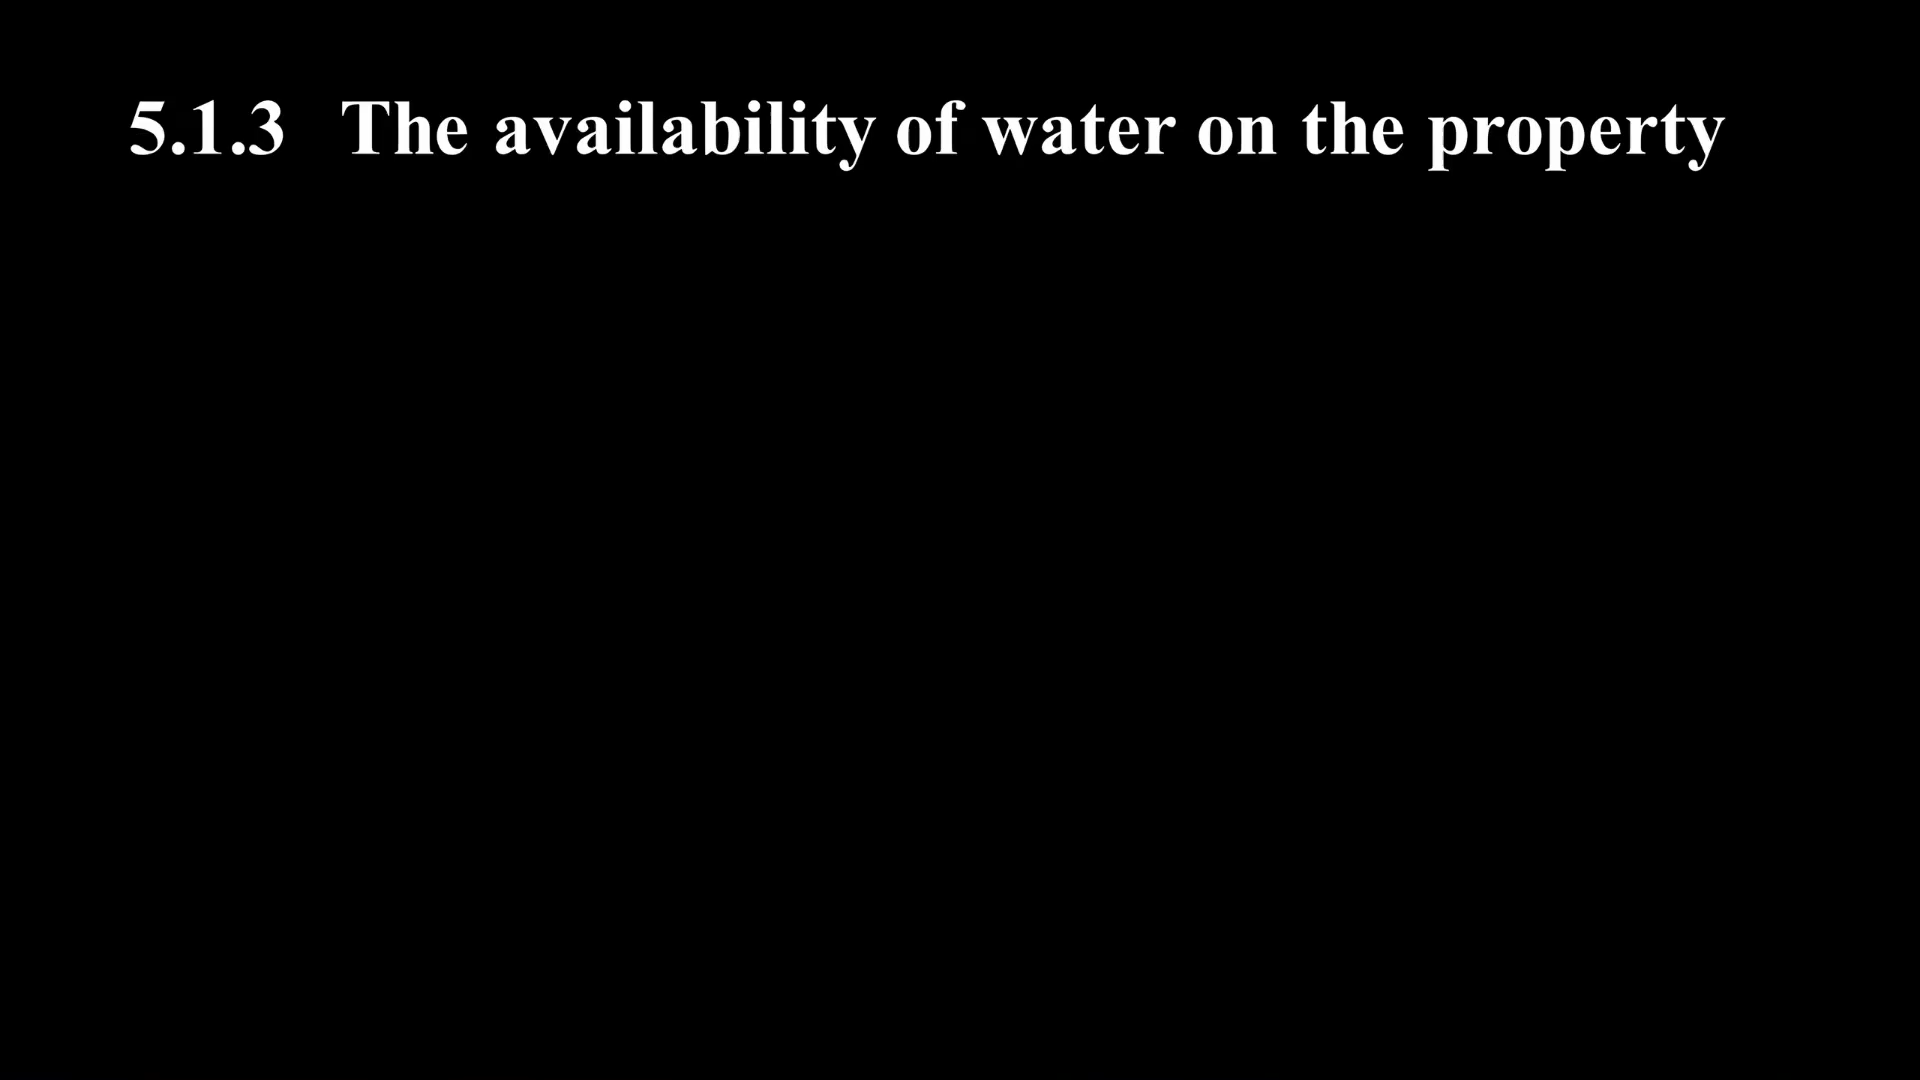 5.1.3 The availability of water on the property